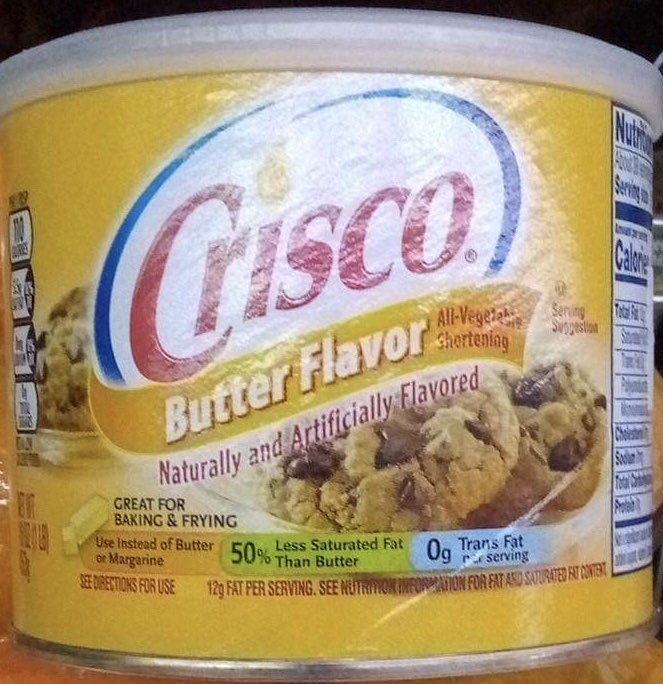 Crisco®
Butter Flavor
All-Vegetable
Shortening
Naturally and Artificially Flavored
Serving
Suggestion
GREAT FOR
BAKING & FRYING
Use Instead of Butter
or Margarine
50% Less Saturated Fat
Than Butter
0g Trans Fat
per serving
SEE DIRECTIONS FOR USE
12g FAT PER SERVING. SEE NUTRITION INFORMATION FOR FAT AND SATURATED FAT CONTENT.
NET WT
(1 LB)
110
Serving
Total Fat
Sodium
Protein